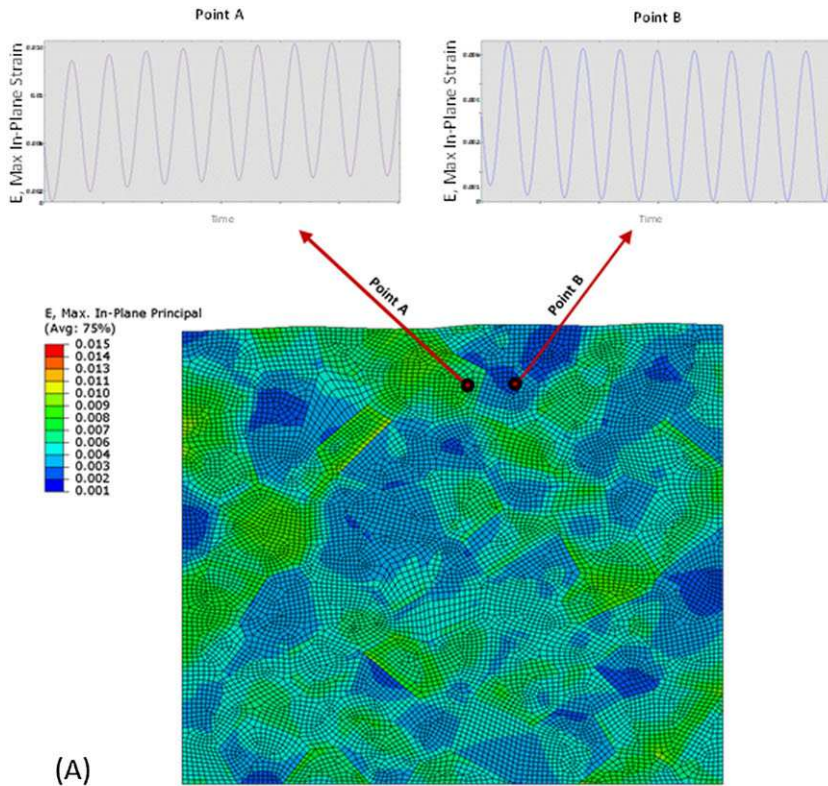 Point A
Point B
E, Max In-Plane Strain
Time
E, Max In-Plane Strain
0.001
Time
Point A
Point B
E, Max. In-Plane Principal
(Avg: 75%)
0.015
0.014
0.013
0.011
0.010
0.009
0.008
0.007
0.006
0.004
0.003
0.002
0.001
(A)